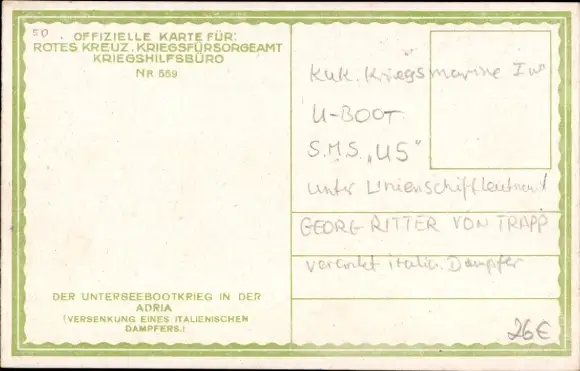 50
OFFIZIELLE KARTE FÜR:
ROTES KREUZ, KRIEGSFÜRSORGEAMT
KRIEGSHILFSBÜRO
NR 559
K.u.K. Kriegsmarine I WK
U-BOOT
S.M.S. „U5"
unter Linienschiffleutnant
GEORG RITTER VON TRAPP
versenkt italien. Dampfer
DER UNTERSEEBOOTKRIEG IN DER
ADRIA
(VERSENKUNG EINES ITALIENISCHEN
DAMPFERS.)
26€